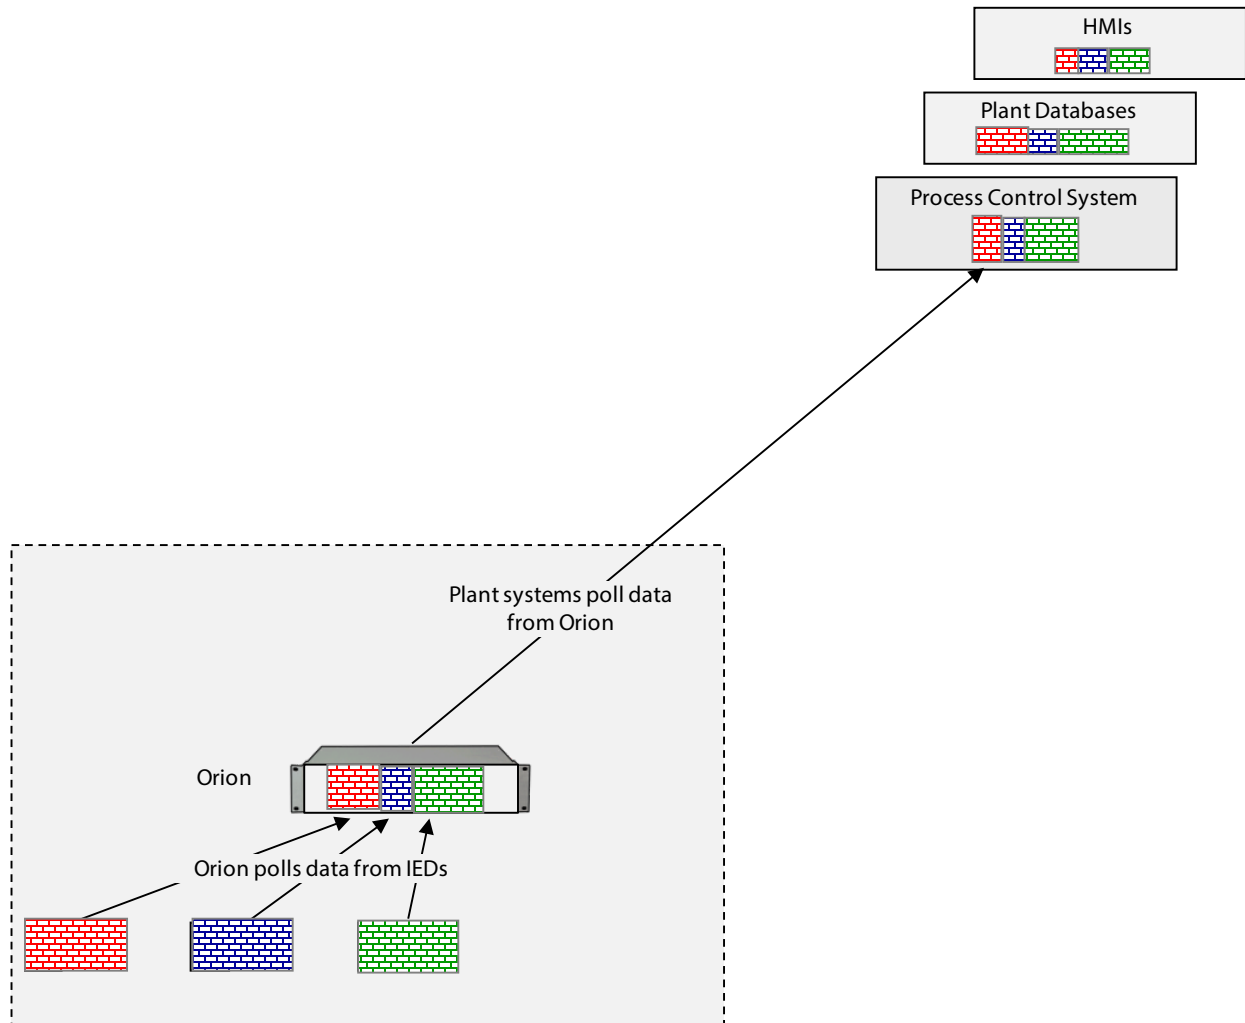 HMIs
Plant Databases
Process Control System
Plant systems poll data
from Orion
Orion
Orion polls data from IEDs